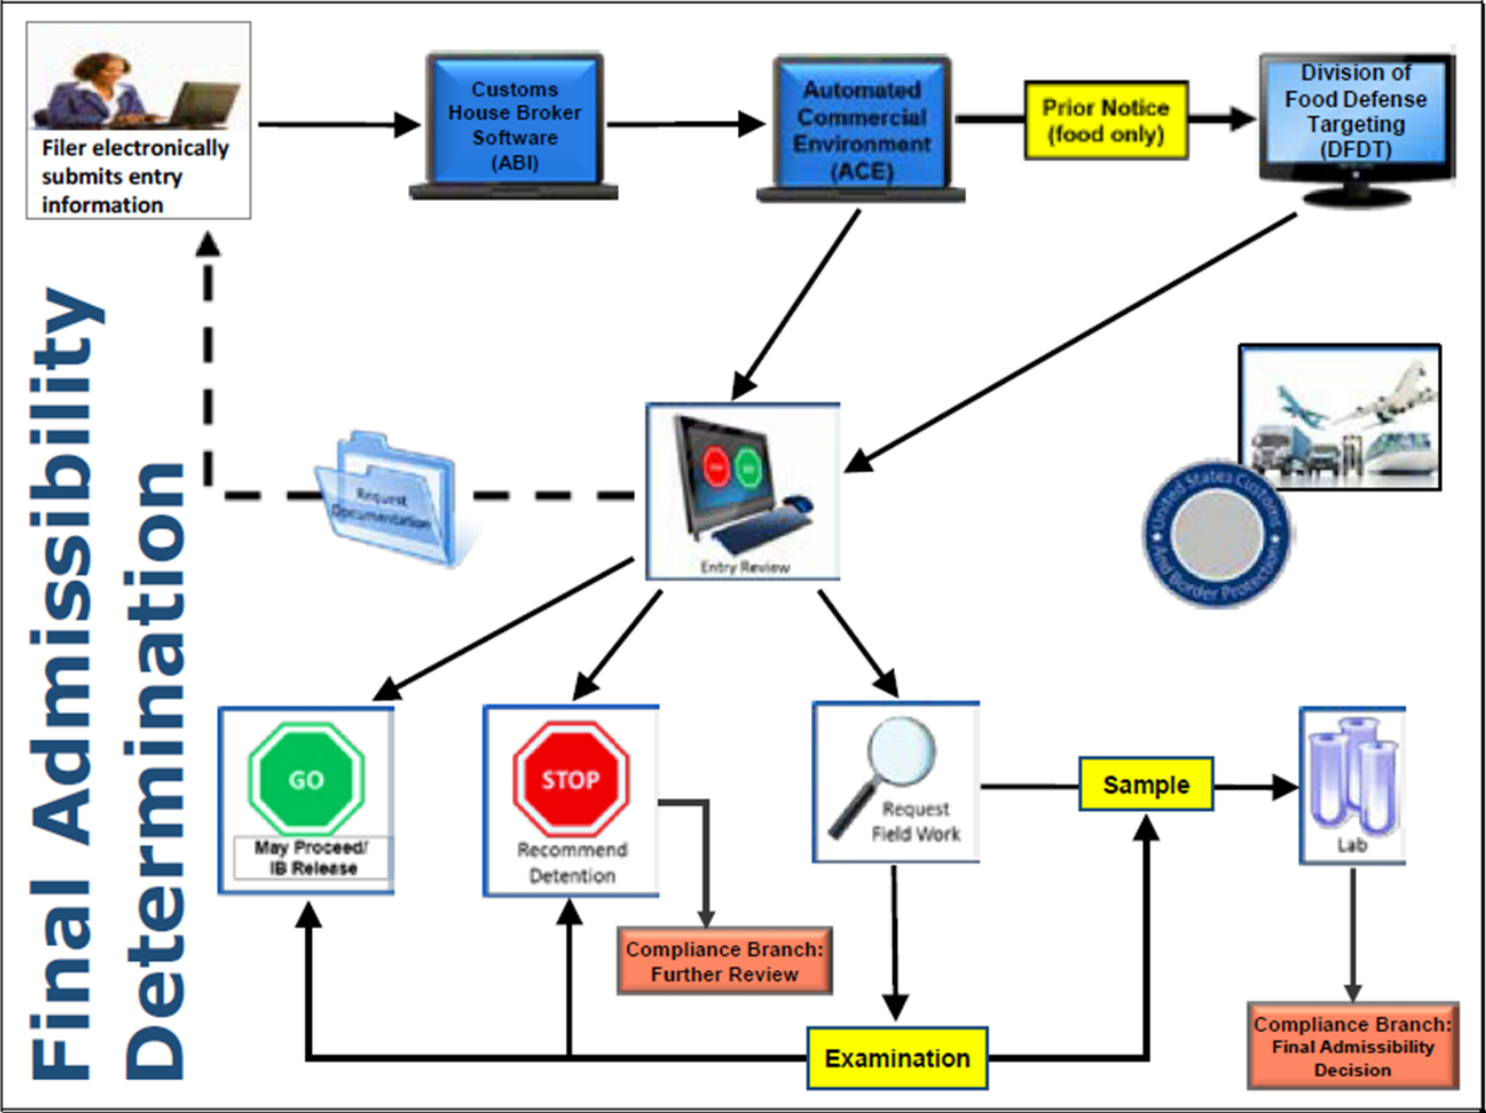 Final Admissibility
Determination
Filer electronically
submits entry
information
Customs
House Broker
Software
(ABI)
Automated
Commercial
Environment
(ACE)
Prior Notice
(food only)
Division of
Food Defense
Targeting
(DFDT)
Request
Documentation
Entry Review
United States Customs
And Border Protection
GO
May Proceed/
IB Release
STOP
Recommend
Detention
Request
Field Work
Sample
Lab
Compliance Branch:
Further Review
Examination
Compliance Branch:
Final Admissibility
Decision